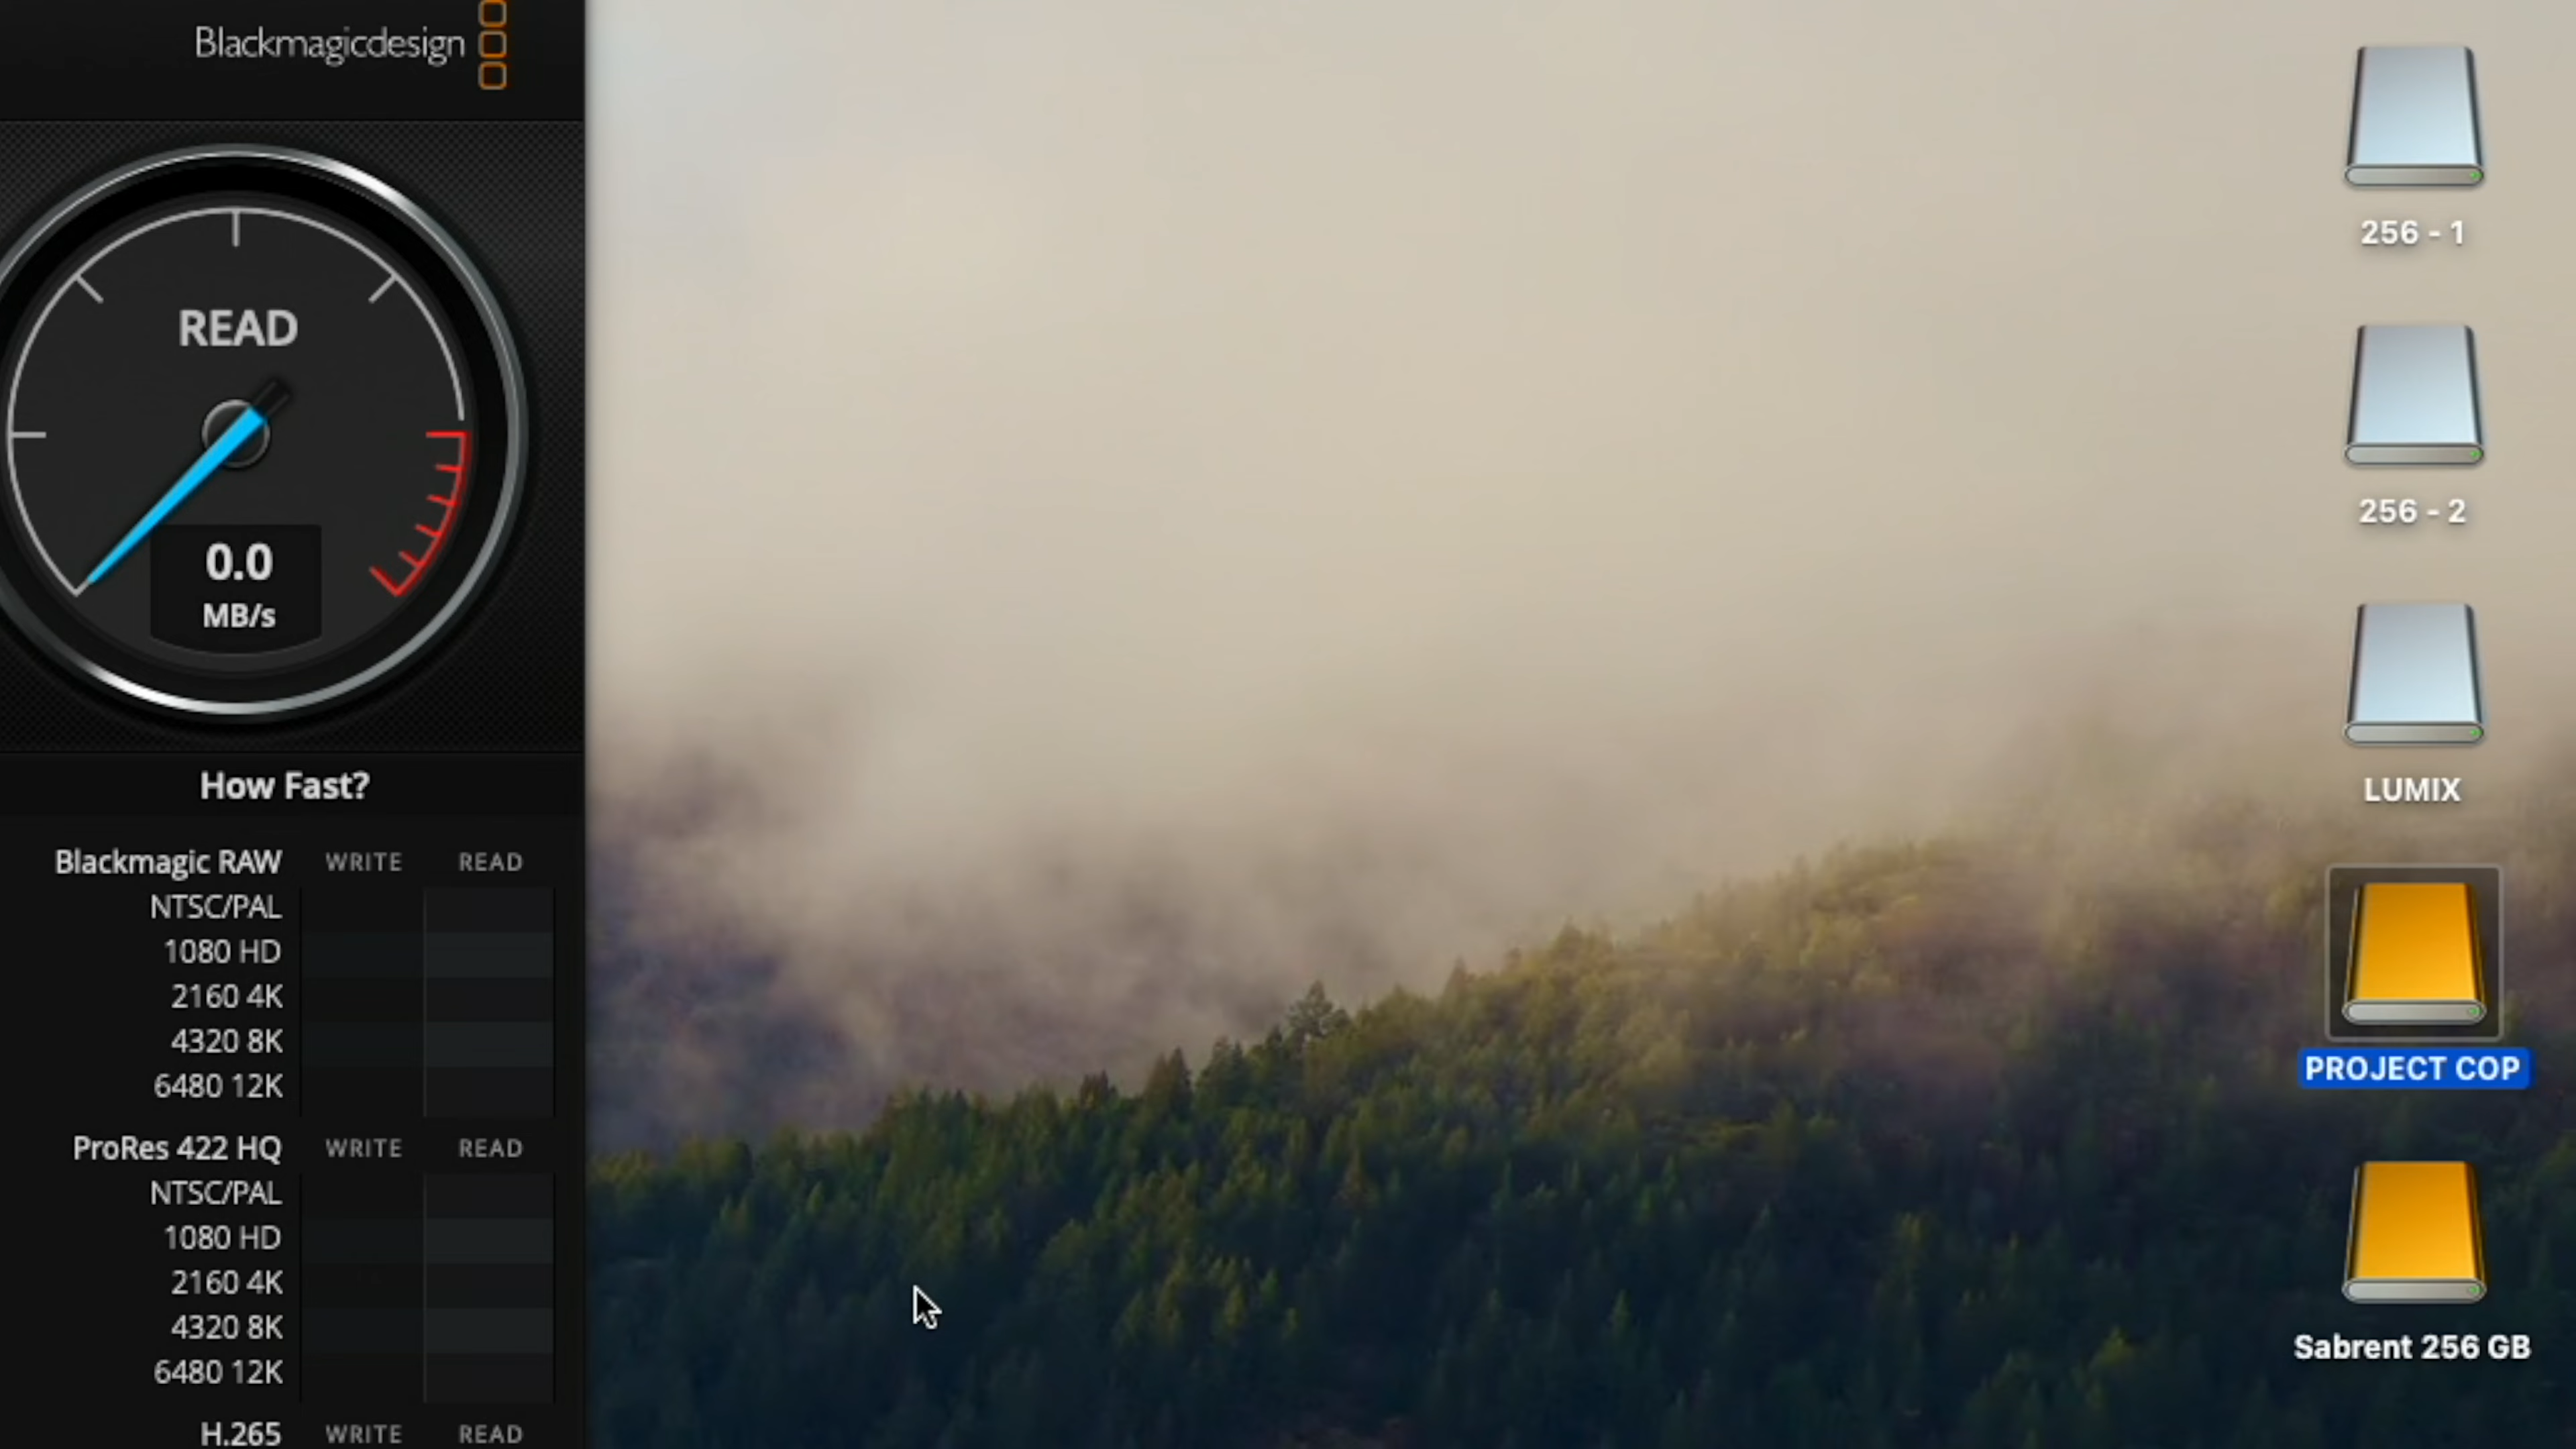 Blackmagicdesign
READ
0.0
MB/s
How Fast?
Blackmagic RAW WRITE READ
NTSC/PAL
1080 HD
2160 4K
4320 8K
6480 12K
ProRes 422 HQ WRITE READ
NTSC/PAL
1080 HD
2160 4K
4320 8K
6480 12K
H.265 WRITE READ
256 - 1
256 - 2
LUMIX
PROJECT COP
Sabrent 256 GB